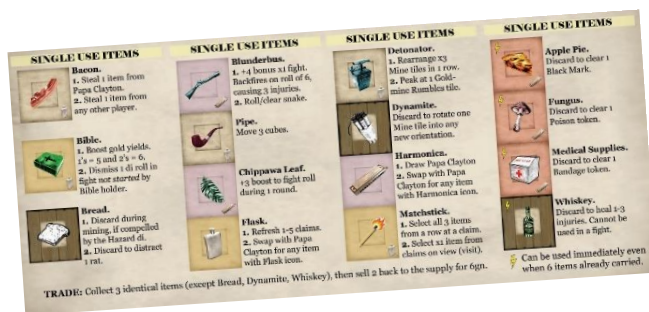 SINGLE USE ITEMS
Bacon.
1. Steal 1 item from
Papa Clayton.
2. Steal 1 item from
any other player.
Bible.
1. Boost gold yields.
1's = 5 and 2's = 6,
2. Dismiss 1 di roll in
fight not started by
Bible holder.
Bread.
1. Discard during
mining, if compelled
by the Hazard di.
2. Discard to distract
1 rat.
SINGLE USE ITEMS
Blunderbus.
1. +4 bonus x1 fight.
Backfires on roll of 6,
causing 3 injuries.
2. Roll/clear snake.
Pipe.
Move 3 cubes.
Chippawa Leaf.
+3 boost to fight roll
during 1 round.
Flask.
1. Refresh 1-5 claims.
2. Swap with Papa
Clayton for any item
with Flask icon.
SINGLE USE ITEMS
Detonator.
1. Rearrange x3
Mine tiles in 1 row.
2. Peak at 1 Gold-
mine Rumbles tile.
Dynamite.
Discard to rotate one
Mine tile into any
new orientation.
Harmonica.
1. Draw Papa Clayton
2. Swap with Papa
Clayton for any item
with Harmonica icon.
Matchstick.
1. Select all 3 items
from a row at a claim.
2. Select x1 item from
claims on view (visit).
SINGLE USE ITEMS
Apple Pie.
Discard to clear 1
Black Mark.
Fungus.
Discard to clear 1
Poison token.
Medical Supplies.
Discard to clear 1
Bandage token.
Whiskey.
Discard to heal 1-3
injuries. Cannot be
used in a fight.
Can be used immediately even
when 6 items already carried.
TRADE: Collect 3 identical items (except Bread, Dynamite, Whiskey), then sell 2 back to the supply for 6gn.